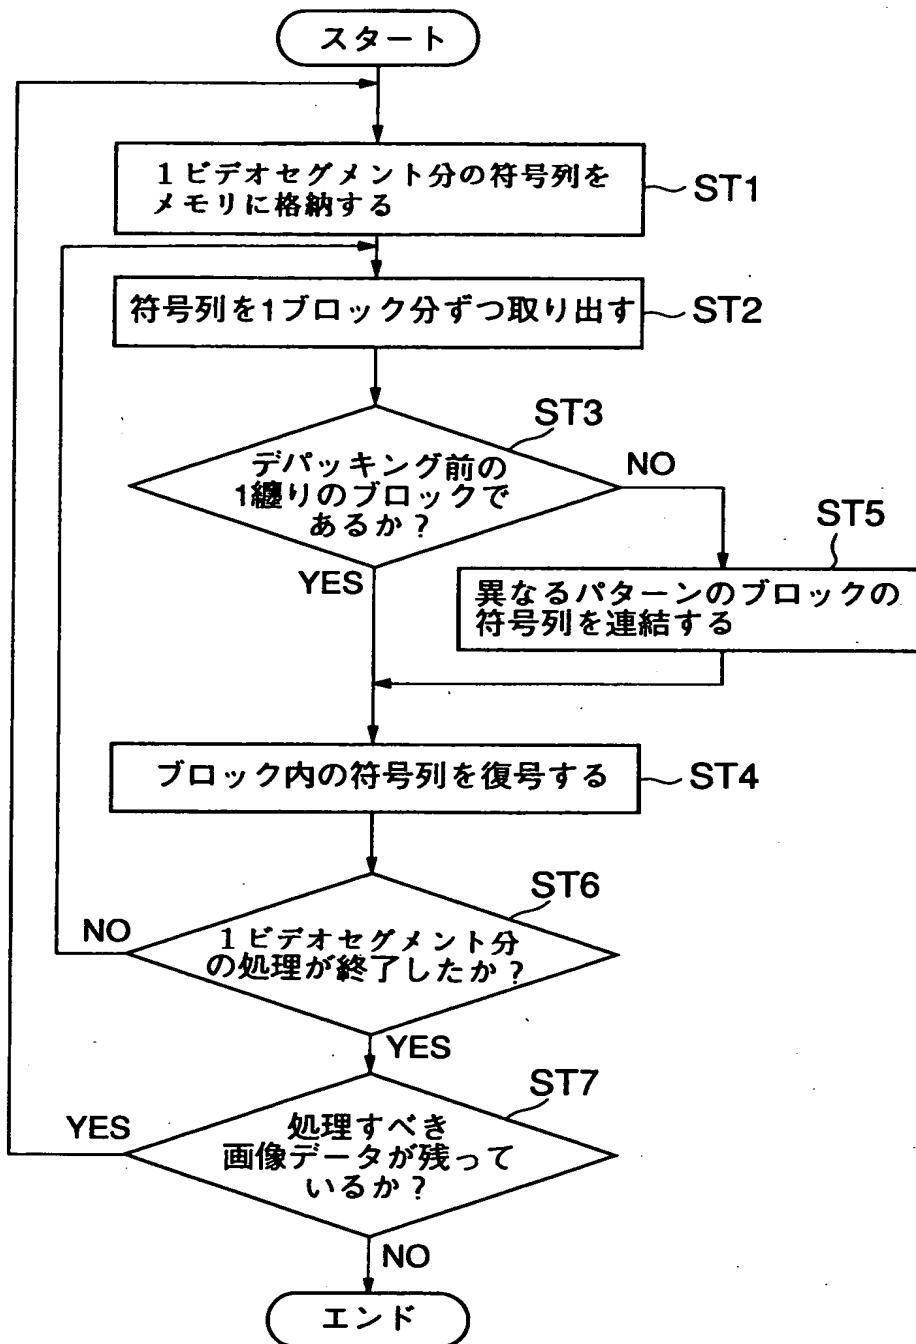 スタート
1ビデオセグメント分の符号列を
メモリに格納する
ST1
符号列を1ブロック分ずつ取り出す
ST2
ST3
デパッキング前の
1纏りのブロックで
あるか?
NO
YES
ST5
異なるパターンのブロックの
符号列を連結する
ブロック内の符号列を復号する
ST4
ST6
NO
1ビデオセグメント分
の処理が終了したか?
YES
ST7
YES
処理すべき
画像データが残って
いるか?
NO
エンド